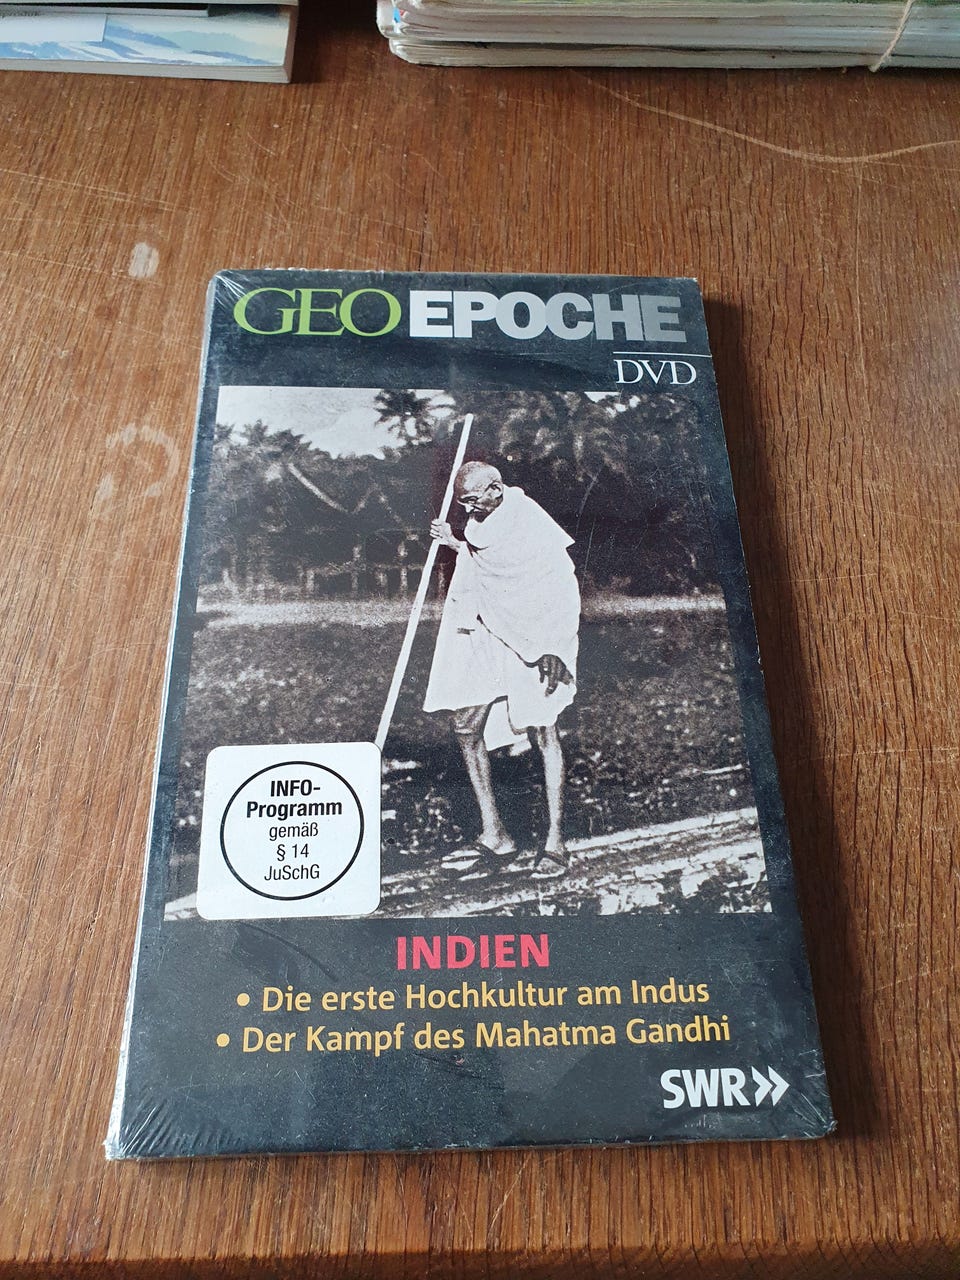 GEO EPOCHE
DVD
INFO-
Programm
gemäß
§ 14
JuSchG
INDIEN
• Die erste Hochkultur am Indus
• Der Kampf des Mahatma Gandhi
SWR»